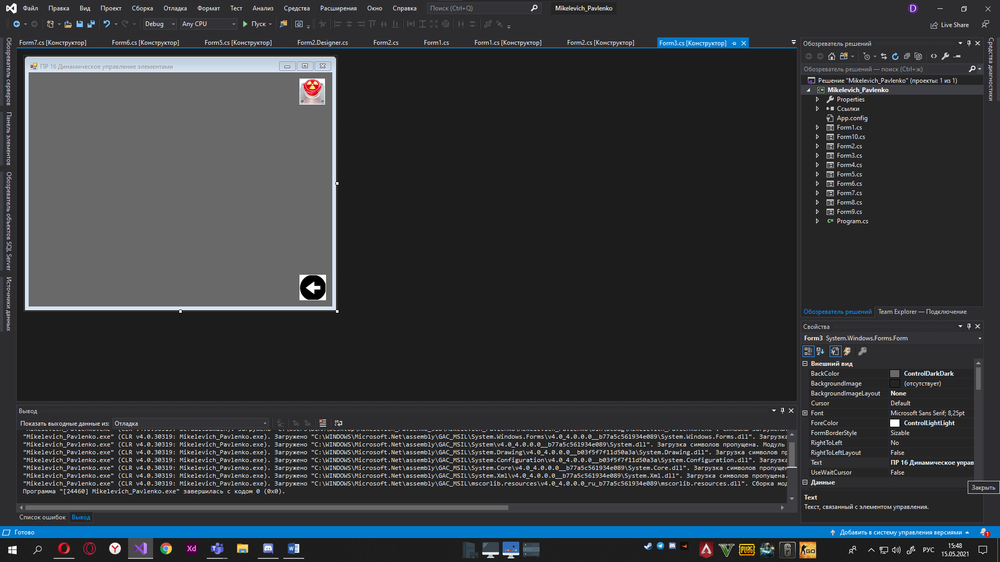 Файл Правка Вид Проект Сборка Отладка Формат Тест Анализ Средства Расширения Окно Справка Поиск (Ctrl+Q) Mikelevich_Pavlenko D
Debug Any CPU Пуск Live Share
Form7.cs [Конструктор] Form6.cs [Конструктор] Form5.cs [Конструктор] Form2.Designer.cs Form2.cs Form1.cs Form1.cs [Конструктор] Form2.cs [Конструктор] Form3.cs [Конструктор]
Обозреватель серверов
Панель элементов
Обозреватель объектов SQL Server
Источники данных
ПР 16 Динамическое управление элементами
Обозреватель решений
Обозреватель решений — поиск (Ctrl+ж)
Решение "Mikelevich_Pavlenko" (проекты: 1 из 1)
Mikelevich_Pavlenko
Properties
Ссылки
App.config
Form1.cs
Form10.cs
Form2.cs
Form3.cs
Form4.cs
Form5.cs
Form6.cs
Form7.cs
Form8.cs
Form9.cs
C# Program.cs
Обозреватель решений Team Explorer — Подключение
Средства диагностики
Свойства
Form3 System.Windows.Forms.Form
Внешний вид
BackColor ControlDarkDark
BackgroundImage (отсутствует)
BackgroundImageLayout None
Cursor Default
Font Microsoft Sans Serif; 8,25pt
ForeColor ControlLightLight
FormBorderStyle Sizable
RightToLeft No
RightToLeftLayout False
Text ПР 16 Динамическое управ
UseWaitCursor False
Данные
Закрыть
Text
Текст, связанный с элементом управления.
Вывод
Показать выходные данные из: Отладка
"Mikelevich_Pavlenko.exe" (CLR v4.0.30319: Mikelevich_Pavlenko.exe). Загружено "C:\WINDOWS\Microsoft.Net\assembly\GAC_MSIL\System.Windows.Forms\v4.0_4.0.0.0__b77a5c561934e089\System.Windows.Forms.dll". Загрузка
"Mikelevich_Pavlenko.exe" (CLR v4.0.30319: Mikelevich_Pavlenko.exe). Загружено "C:\WINDOWS\Microsoft.Net\assembly\GAC_MSIL\System\v4.0_4.0.0.0__b77a5c561934e089\System.dll". Загрузка символов пропущена. Модуль
"Mikelevich_Pavlenko.exe" (CLR v4.0.30319: Mikelevich_Pavlenko.exe). Загружено "C:\WINDOWS\Microsoft.Net\assembly\GAC_MSIL\System.Drawing\v4.0_4.0.0.0__b03f5f7f11d50a3a\System.Drawing.dll". Загрузка символов пр
"Mikelevich_Pavlenko.exe" (CLR v4.0.30319: Mikelevich_Pavlenko.exe). Загружено "C:\WINDOWS\Microsoft.Net\assembly\GAC_MSIL\System.Configuration\v4.0_4.0.0.0__b03f5f7f11d50a3a\System.Configuration.dll". Загрузка
"Mikelevich_Pavlenko.exe" (CLR v4.0.30319: Mikelevich_Pavlenko.exe). Загружено "C:\WINDOWS\Microsoft.Net\assembly\GAC_MSIL\System.Core\v4.0_4.0.0.0__b77a5c561934e089\System.Core.dll". Загрузка символов пропущен
"Mikelevich_Pavlenko.exe" (CLR v4.0.30319: Mikelevich_Pavlenko.exe). Загружено "C:\WINDOWS\Microsoft.Net\assembly\GAC_MSIL\System.Xml\v4.0_4.0.0.0__b77a5c561934e089\System.Xml.dll". Загрузка символов пропущена.
"Mikelevich_Pavlenko.exe" (CLR v4.0.30319: Mikelevich_Pavlenko.exe). Загружено "C:\WINDOWS\Microsoft.Net\assembly\GAC_MSIL\mscorlib.resources\v4.0_4.0.0.0_ru_b77a5c561934e089\mscorlib.resources.dll". Сборка мод
Программа "[24460] Mikelevich_Pavlenko.exe" завершилась с кодом 0 (0x0).
Список ошибок Вывод
Готово Добавить в систему управления версиями 1
Xd PUBG GO РУС 15:48
15.05.2021